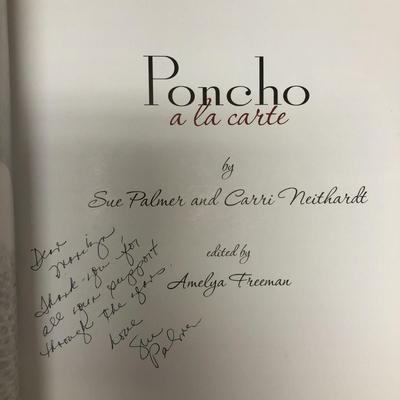 Poncho
a la carte
by
Sue Palmer and Carri Neithardt
edited by
Amelya Freeman
Dear
Marilyn
Thank you for
all your support
through the years.
Love
Sue
Palmer